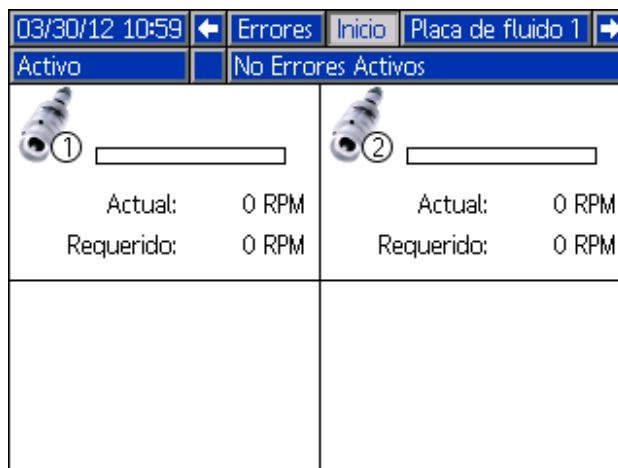 03/30/12 10:59 Errores Inicio Placa de fluido 1
Activo No Errores Activos
1 2
Actual: 0 RPM Actual: 0 RPM
Requerido: 0 RPM Requerido: 0 RPM